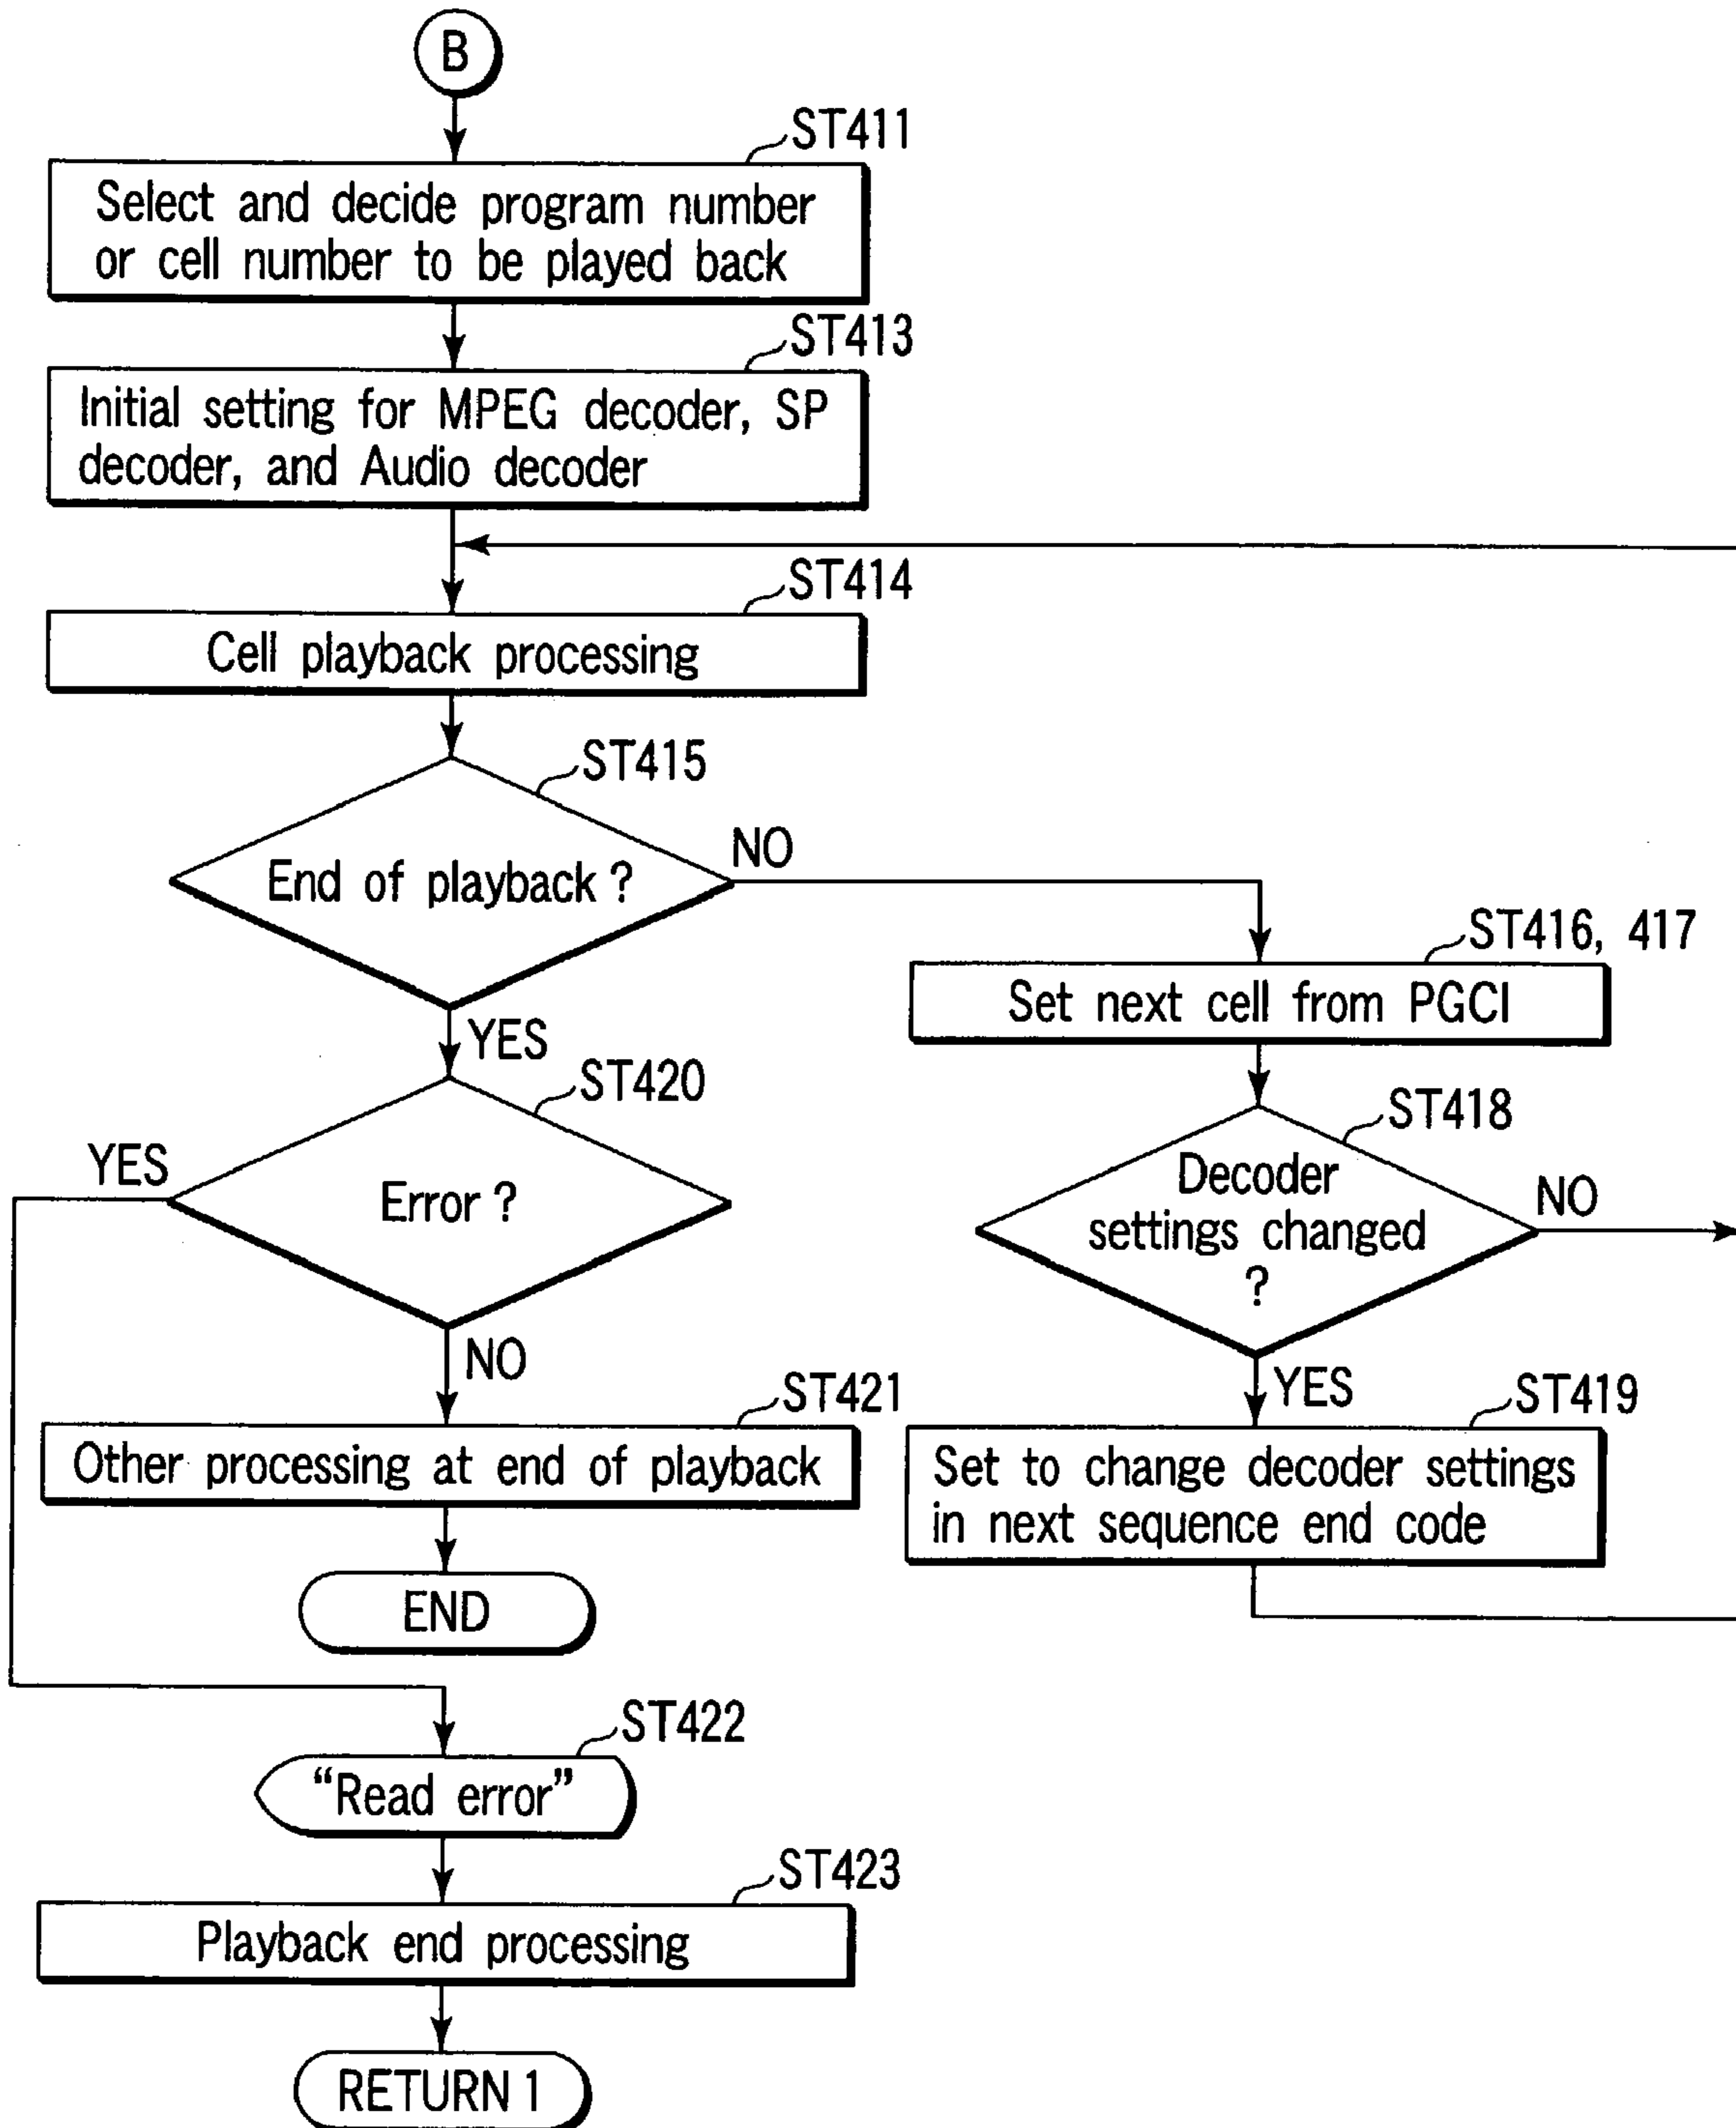 B
ST411
Select and decide program number
or cell number to be played back
ST413
Initial setting for MPEG decoder, SP
decoder, and Audio decoder
ST414
Cell playback processing
ST415
End of playback ?
NO
YES
ST416, 417
Set next cell from PGCI
ST418
Decoder
settings changed
?
NO
YES
ST419
Set to change decoder settings
in next sequence end code
ST420
Error ?
YES
NO
ST421
Other processing at end of playback
END
ST422
“Read error”
ST423
Playback end processing
RETURN 1